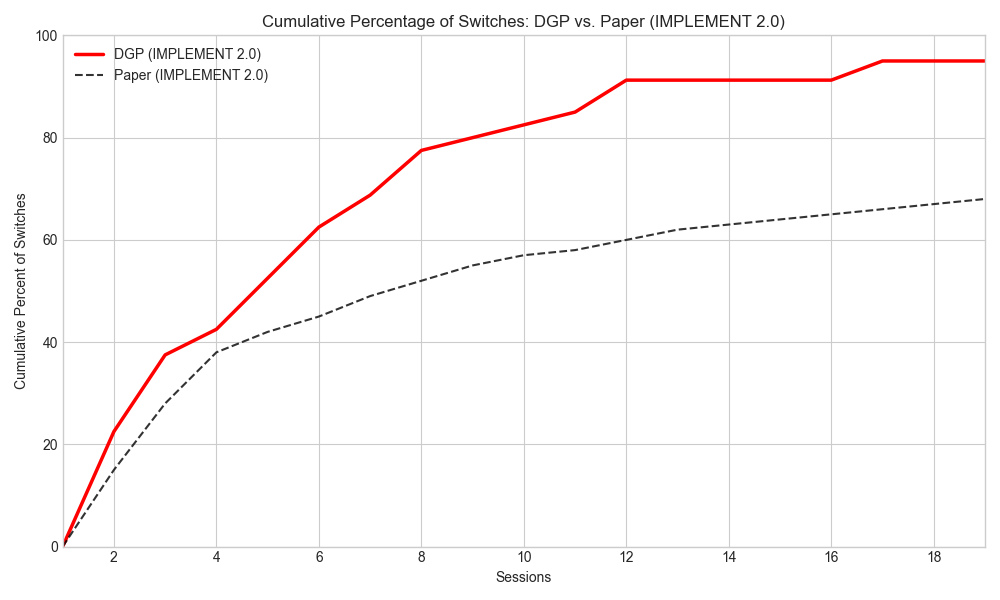 Cumulative Percentage of Switches: DGP vs. Paper (IMPLEMENT 2.0)
DGP (IMPLEMENT 2.0)
Paper (IMPLEMENT 2.0)
Cumulative Percent of Switches
100
80
60
40
20
0
2 4 6 8 10 12 14 16 18
Sessions